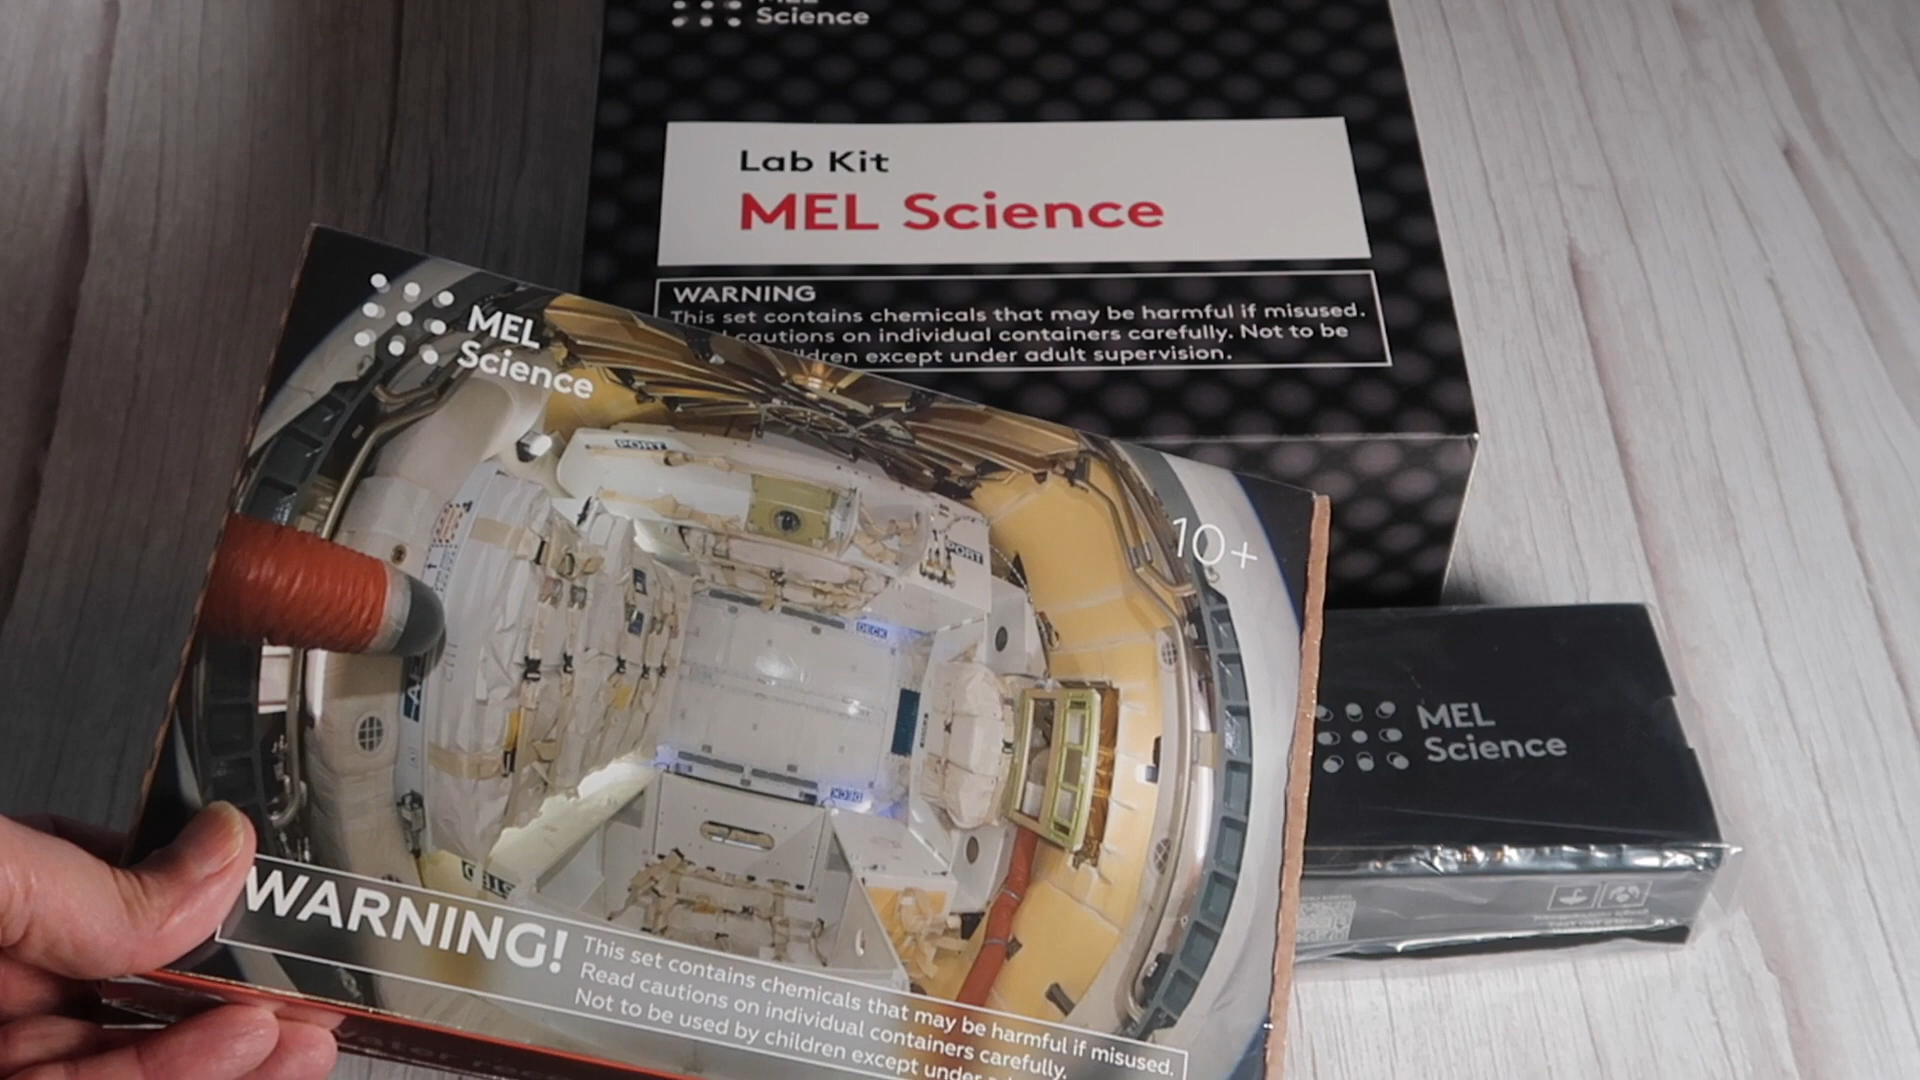 Science
Lab Kit
MEL Science
WARNING
This set contains chemicals that may be harmful if misused.
cautions on individual containers carefully. Not to be
except under adult supervision.
MEL
Science
10+
PORT
PORT
DECK
DECK
WARNING!
This set contains chemicals that may be harmful if misused.
Read cautions on individual containers carefully.
Not to be used by children except under
MEL
Science